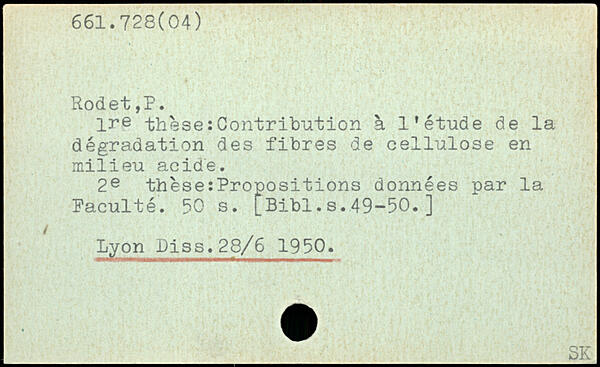 661.728(04)
Rodet,P.
1re thèse:Contribution à l'étude de la
dégradation des fibres de cellulose en
milieu acide.
2e thèse:Propositions données par la
Faculté. 50 s. [Bibl.s.49-50.]
Lyon Diss.28/6 1950.
SK